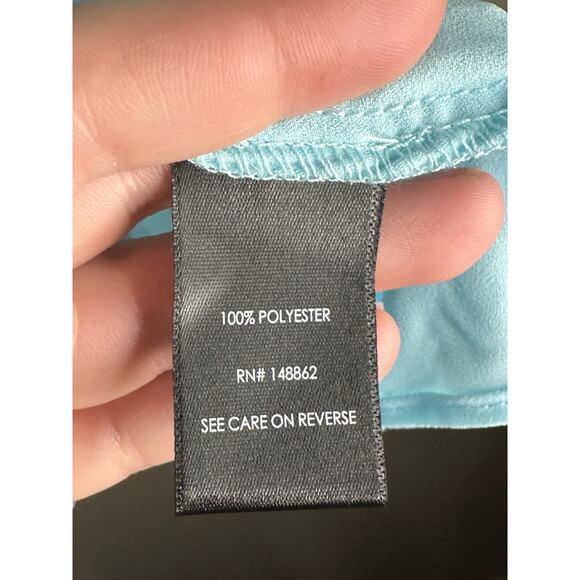 100% POLYESTER
RN# 148862
SEE CARE ON REVERSE